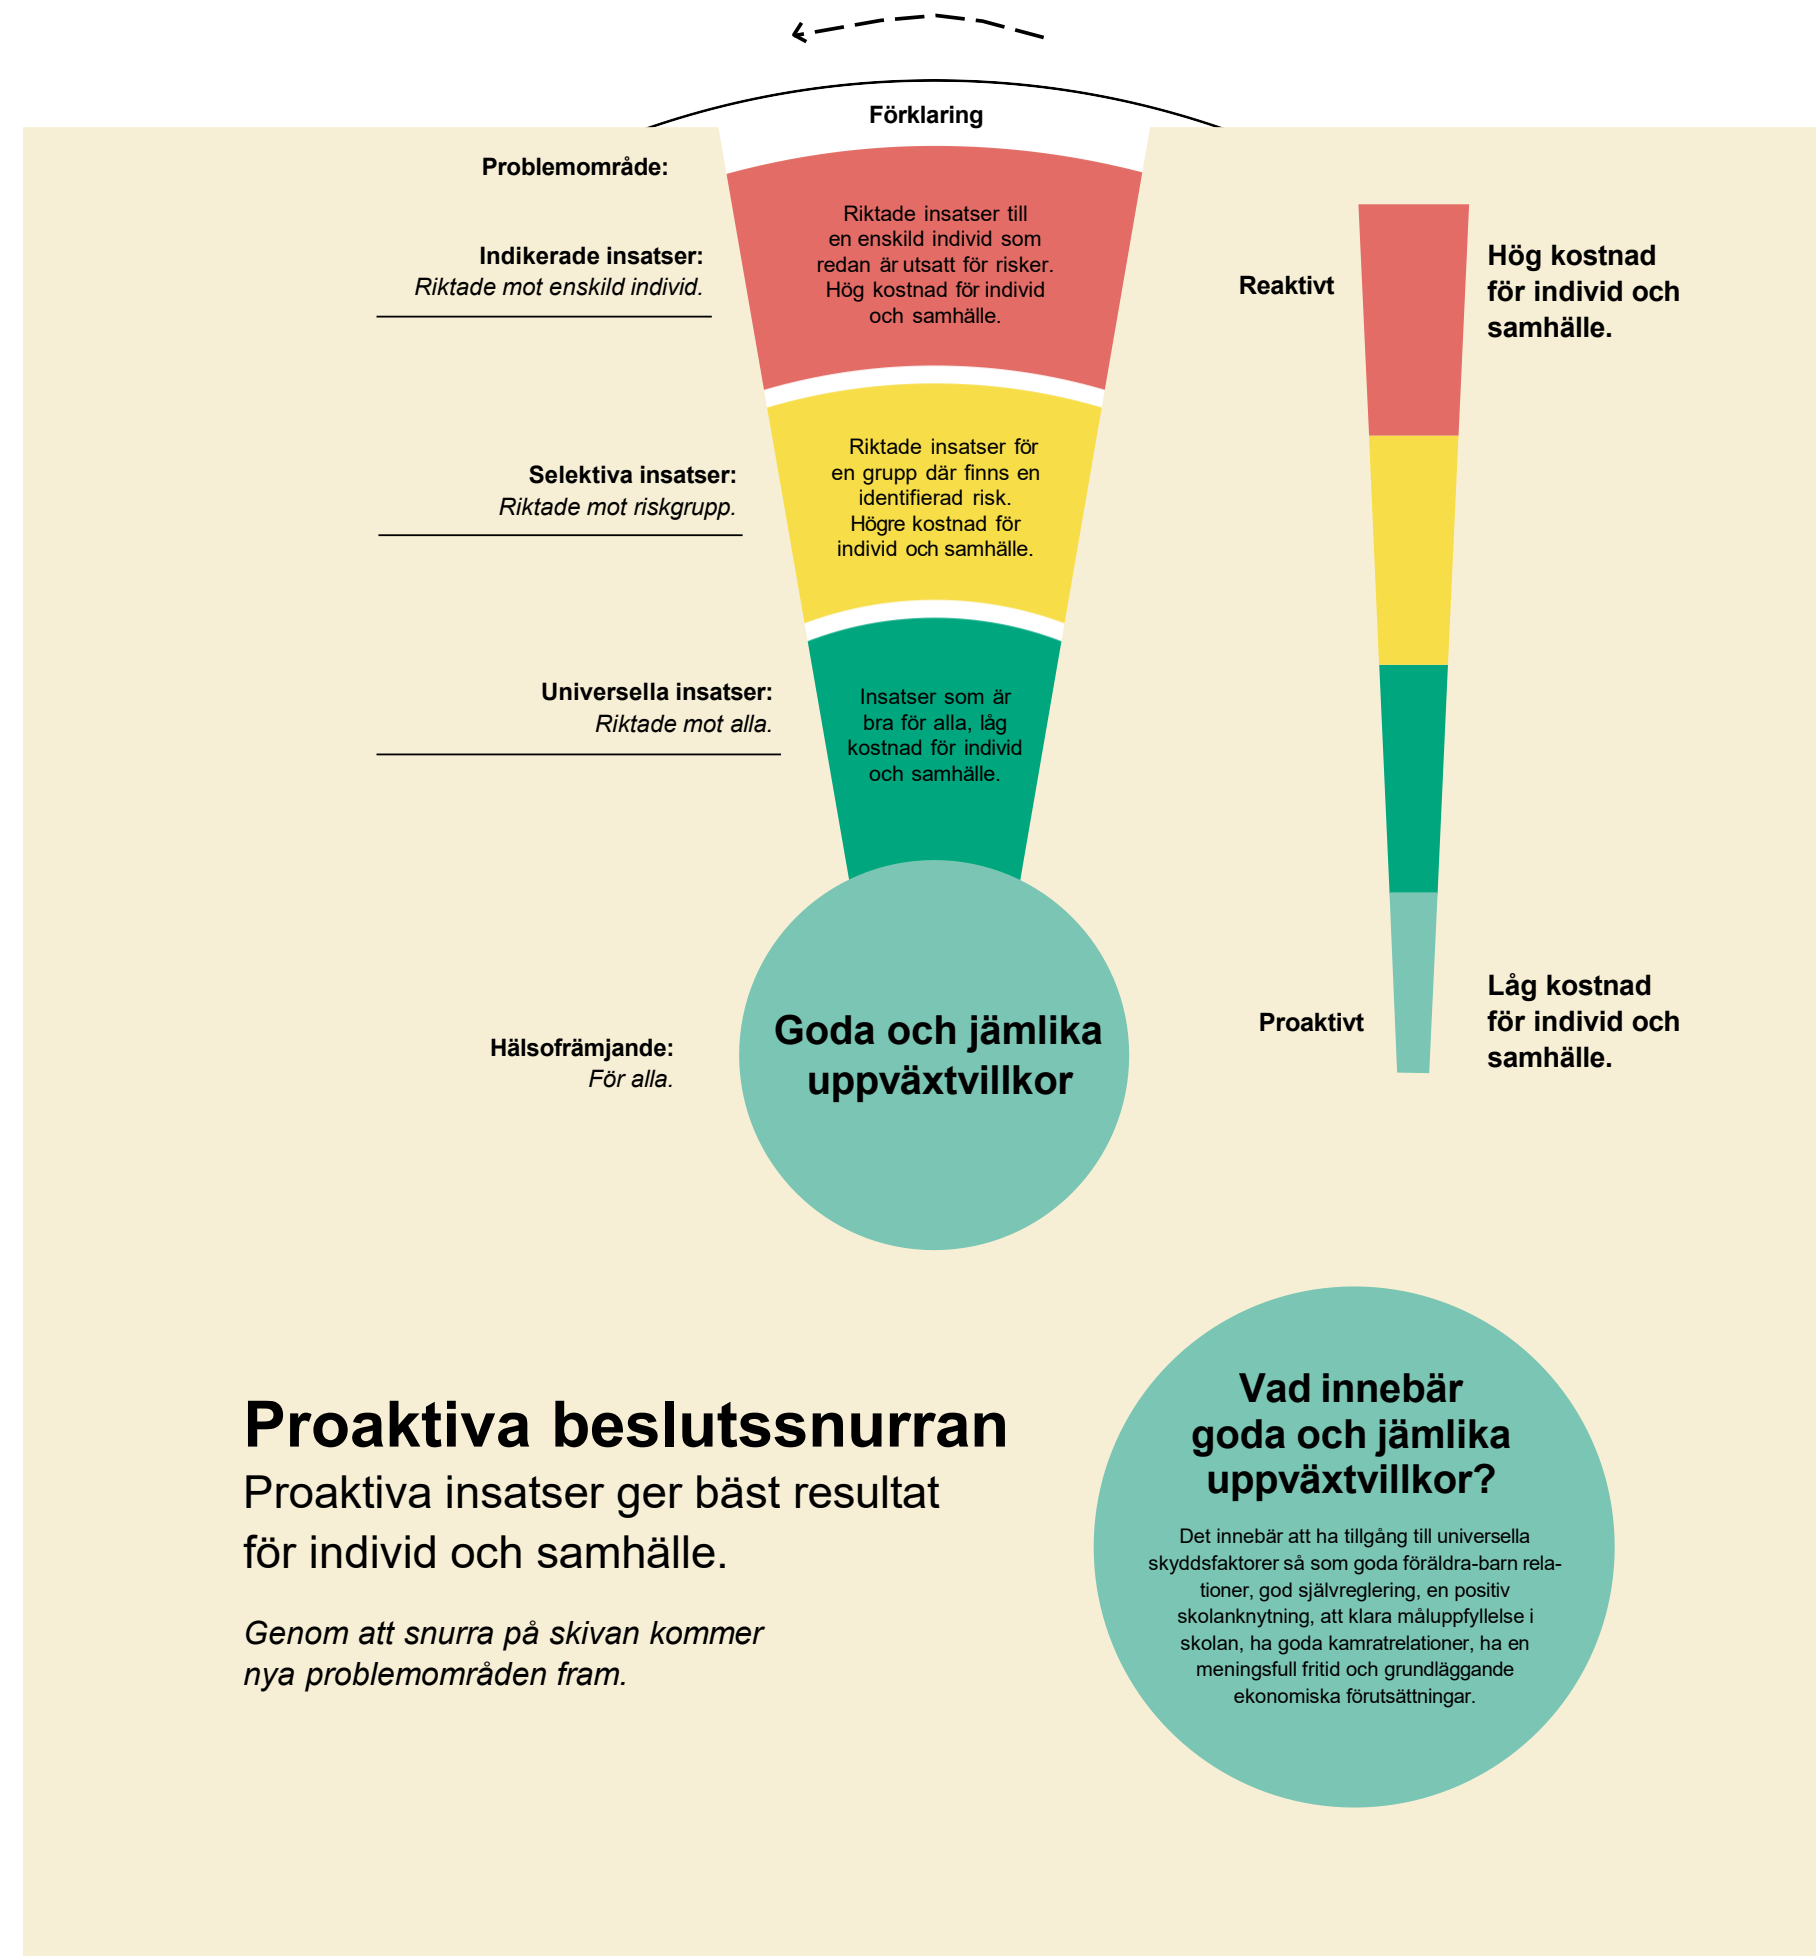 Förklaring
Problemområde:
Indikerade insatser:
Riktade mot enskild individ.
Riktade insatser till
en enskild individ som
redan är utsatt för risker.
Hög kostnad för individ
och samhälle.
Reaktivt
Hög kostnad
för individ och
samhälle.
Selektiva insatser:
Riktade mot riskgrupp.
Riktade insatser för
en grupp där finns en
identifierad risk.
Högre kostnad för
individ och samhälle.
Universella insatser:
Riktade mot alla.
Insatser som är
bra för alla, låg
kostnad för individ
och samhälle.
Hälsofrämjande:
För alla.
Goda och jämlika
uppväxtvillkor
Proaktivt
Låg kostnad
för individ och
samhälle.
Proaktiva beslutssnurran
Proaktiva insatser ger bäst resultat
för individ och samhälle.
Genom att snurra på skivan kommer
nya problemområden fram.
Vad innebär
goda och jämlika
uppväxtvillkor?
Det innebär att ha tillgång till universella
skyddsfaktorer så som goda föräldra-barn rela-
tioner, god självreglering, en positiv
skolanknytning, att klara måluppfyllelse i
skolan, ha goda kamratrelationer, ha en
meningsfull fritid och grundläggande
ekonomiska förutsättningar.